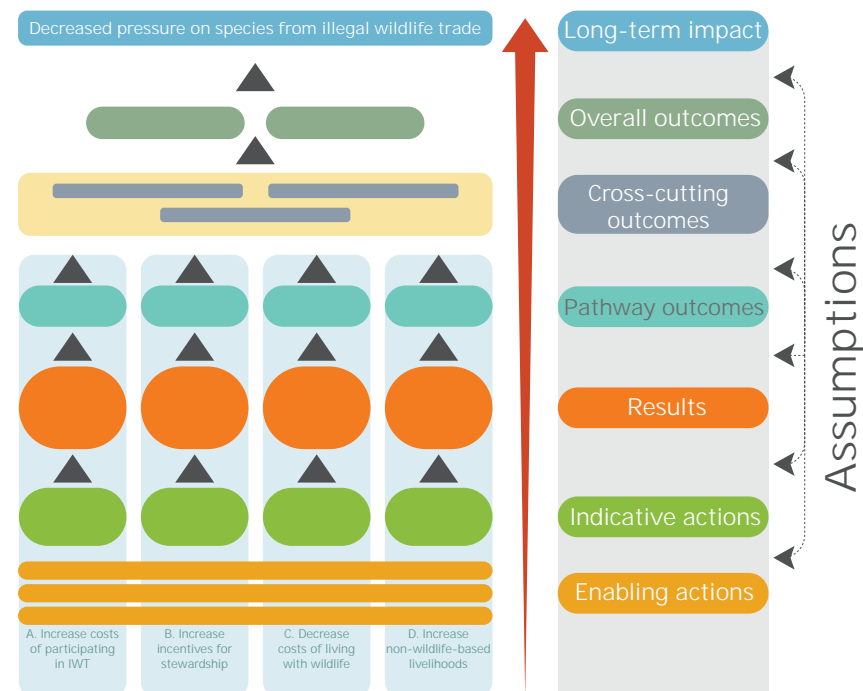 Decreased pressure on species from illegal wildlife trade
A. Increase costs
of participating
in IWT
B. Increase
incentives for
stewardship
C. Decrease
costs of living
with wildlife
D. Increase
non-wildlife-based
livelihoods
Long-term impact
Overall outcomes
Cross-cutting
outcomes
Pathway outcomes
Results
Indicative actions
Enabling actions
Assumptions